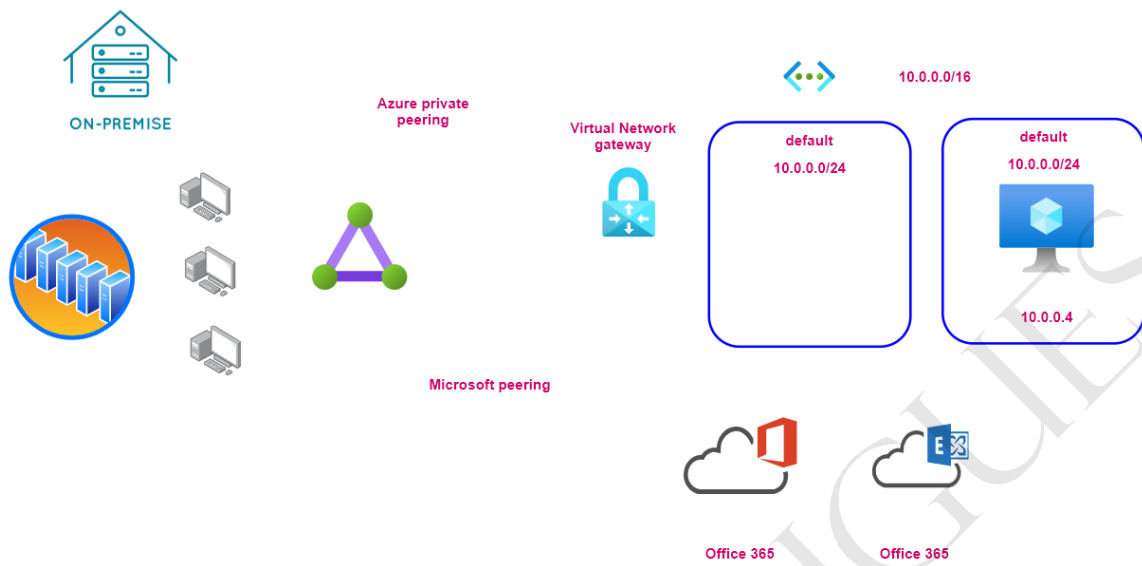 ON-PREMISE
Azure private
peering
Virtual Network
gateway
10.0.0.0/16
default
10.0.0.0/24
default
10.0.0.0/24
10.0.0.4
Microsoft peering
E
Office 365
Office 365